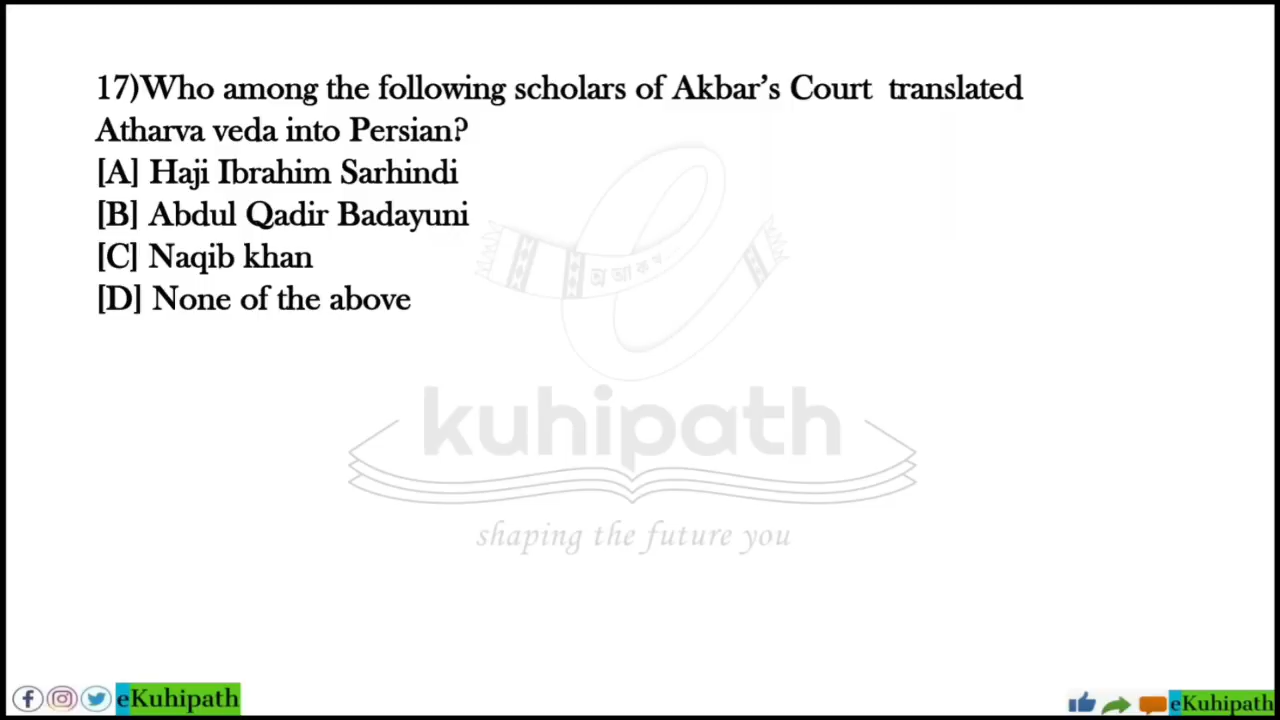 17)Who among the following scholars of Akbar's Court translated
Atharva veda into Persian?
[A] Haji Ibrahim Sarhindi
[B] Abdul Qadir Badayuni
[C] Naqib khan
[D] None of the above
অ আ ক খ
kuhipath
shaping the future you
eKuhipath
eKuhipath